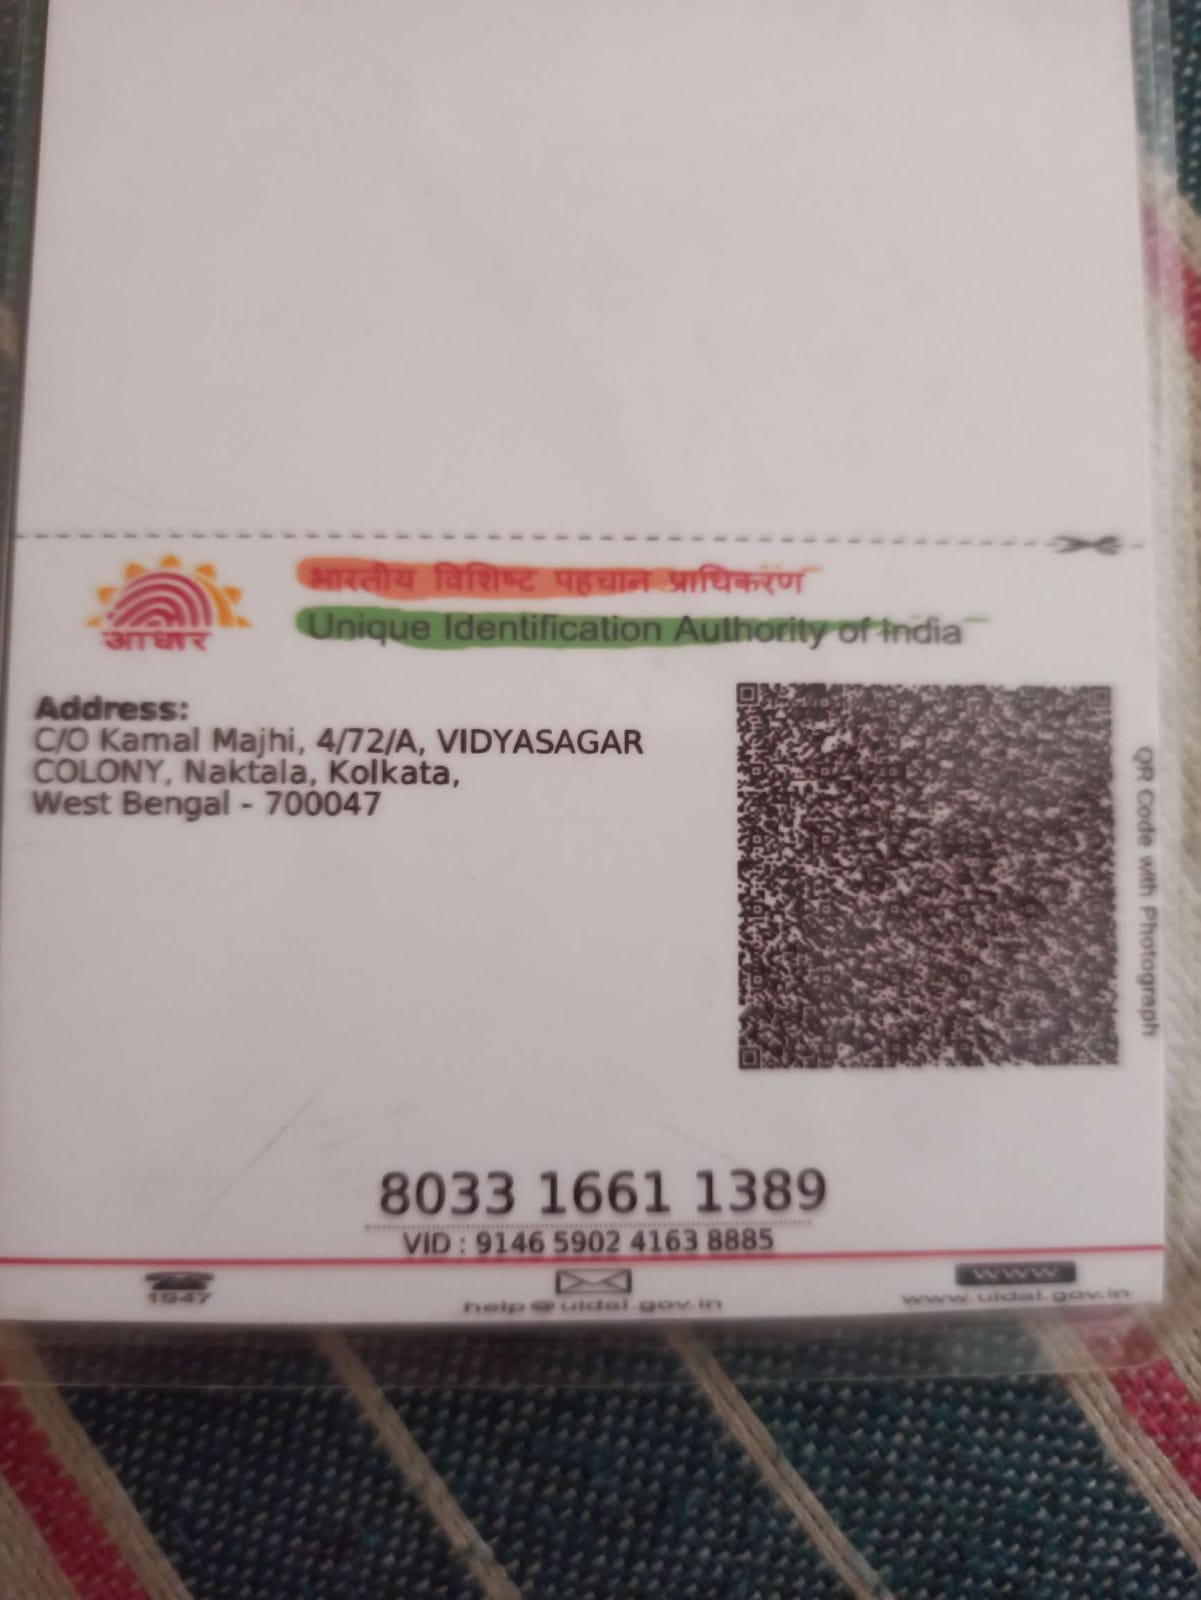 आधार
भारतीय विशिष्ट पहचान प्राधिकरण
Unique Identification Authority of India
Address:
C/O Kamal Majhi, 4/72/A, VIDYASAGAR
COLONY, Naktala, Kolkata,
West Bengal - 700047
QR Code with Photograph
8033 1661 1389
VID : 9146 5902 4163 8885
1947
help@uidai.gov.in
www
www.uidai.gov.in